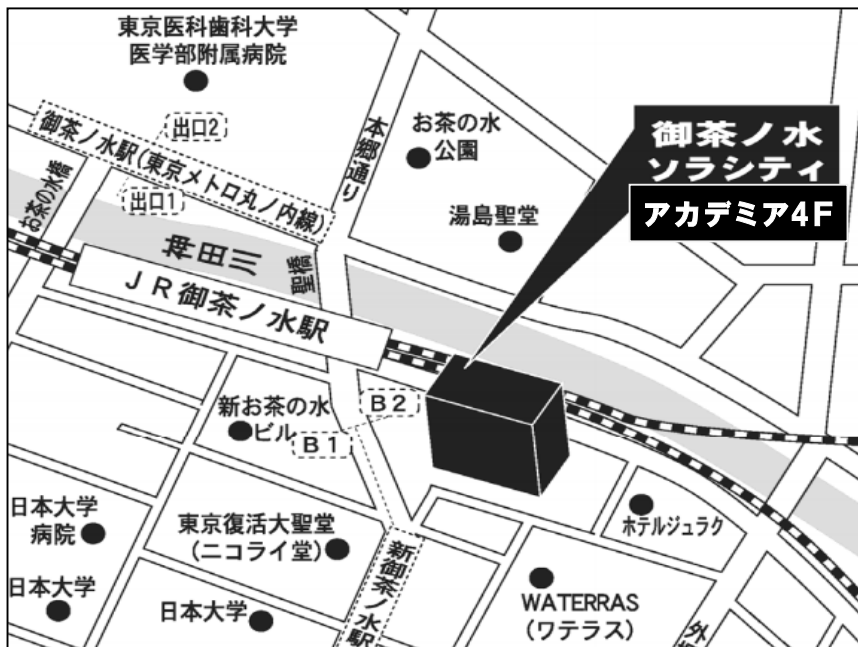 東京医科歯科大学
医学部附属病院
出口2
御茶ノ水駅(東京メトロ丸ノ内線)
出口1
お茶の水橋
本郷通り
お茶の水
公園
湯島聖堂
御茶ノ水
ソラシティ
アカデミア4F
神田川
聖橋
JR御茶ノ水駅
新お茶の水
ビル
B2
B1
日本大学
病院
東京復活大聖堂
(ニコライ堂)
ホテルジュラク
日本大学
日本大学
新御茶ノ水駅
WATERRAS
(ワテラス)
外